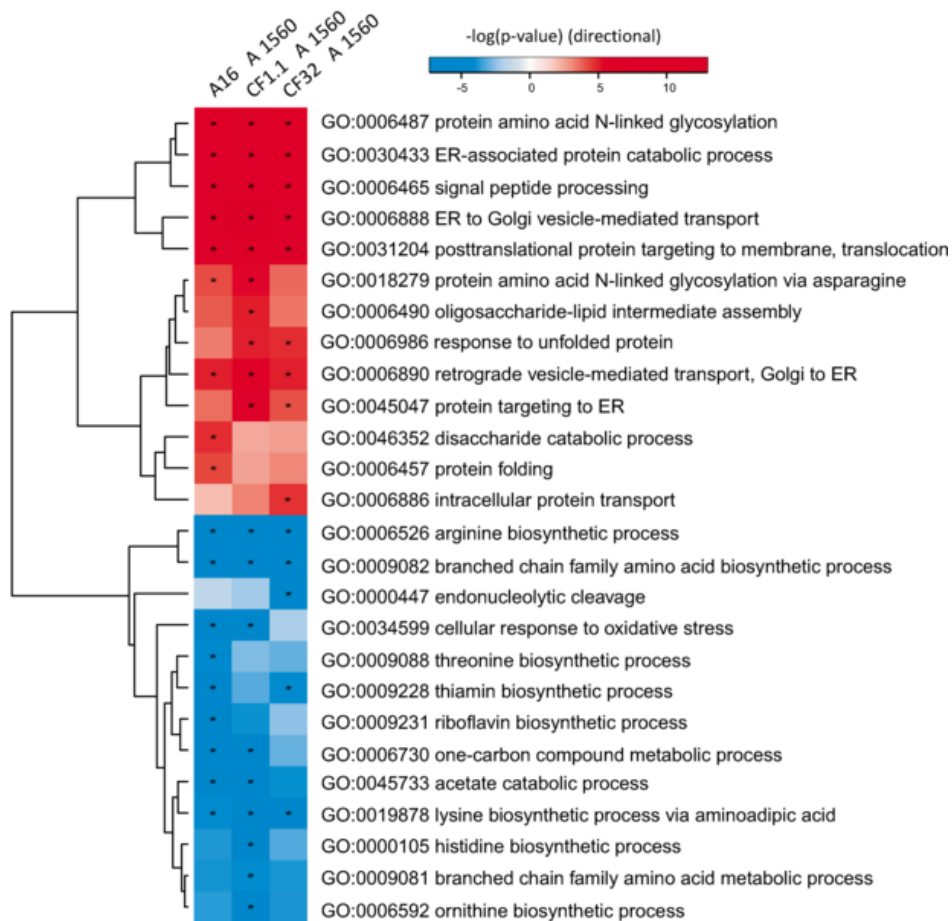 -log(p-value) (directional)
-5 0 5 10
A16 A 1560
CF1.1 A 1560
CF32 A 1560
* * * GO:0006487 protein amino acid N-linked glycosylation
* * * GO:0030433 ER-associated protein catabolic process
* * * GO:0006465 signal peptide processing
* * * GO:0006888 ER to Golgi vesicle-mediated transport
* * * GO:0031204 posttranslational protein targeting to membrane, translocation
* * GO:0018279 protein amino acid N-linked glycosylation via asparagine
* GO:0006490 oligosaccharide-lipid intermediate assembly
* * GO:0006986 response to unfolded protein
* * * GO:0006890 retrograde vesicle-mediated transport, Golgi to ER
* * GO:0045047 protein targeting to ER
* GO:0046352 disaccharide catabolic process
* GO:0006457 protein folding
* GO:0006886 intracellular protein transport
* * * GO:0006526 arginine biosynthetic process
* * * GO:0009082 branched chain family amino acid biosynthetic process
* GO:0000447 endonucleolytic cleavage
* * GO:0034599 cellular response to oxidative stress
* GO:0009088 threonine biosynthetic process
* * GO:0009228 thiamin biosynthetic process
* GO:0009231 riboflavin biosynthetic process
* * GO:0006730 one-carbon compound metabolic process
* * GO:0045733 acetate catabolic process
* * * GO:0019878 lysine biosynthetic process via aminoadipic acid
* GO:0000105 histidine biosynthetic process
* GO:0009081 branched chain family amino acid metabolic process
* GO:0006592 ornithine biosynthetic process